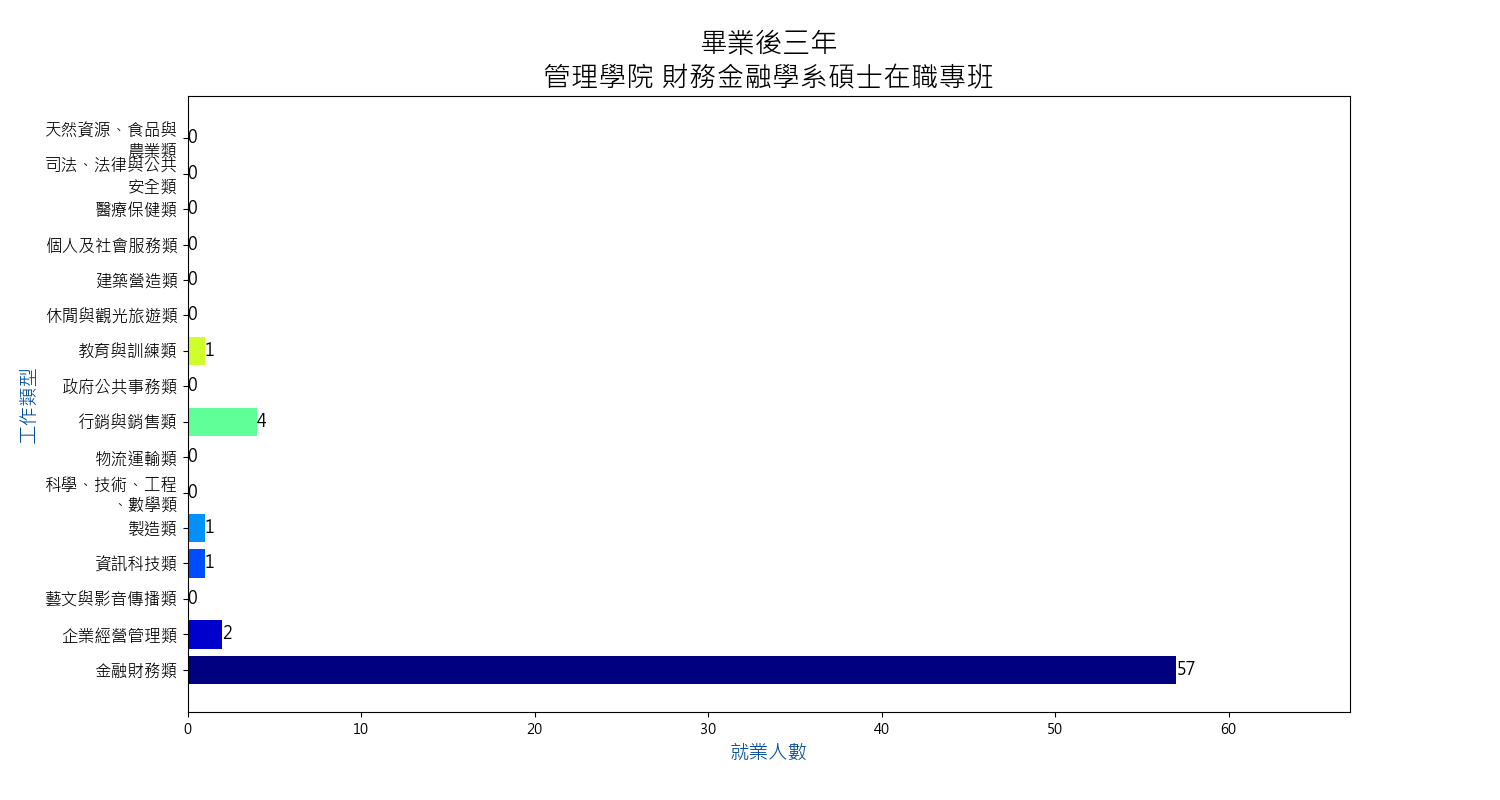 畢業後三年
管理學院 財務金融學系碩士在職專班
天然資源、食品與
農業類
0
司法、法律與公共
安全類
0
醫療保健類
0
個人及社會服務類
0
建築營造類
0
休閒與觀光旅遊類
0
教育與訓練類
1
政府公共事務類
0
行銷與銷售類
4
物流運輸類
0
科學、技術、工程
、數學類
0
製造類
1
資訊科技類
1
藝文與影音傳播類
0
企業經營管理類
2
金融財務類
57
工作類型
0 10 20 30 40 50 60
就業人數